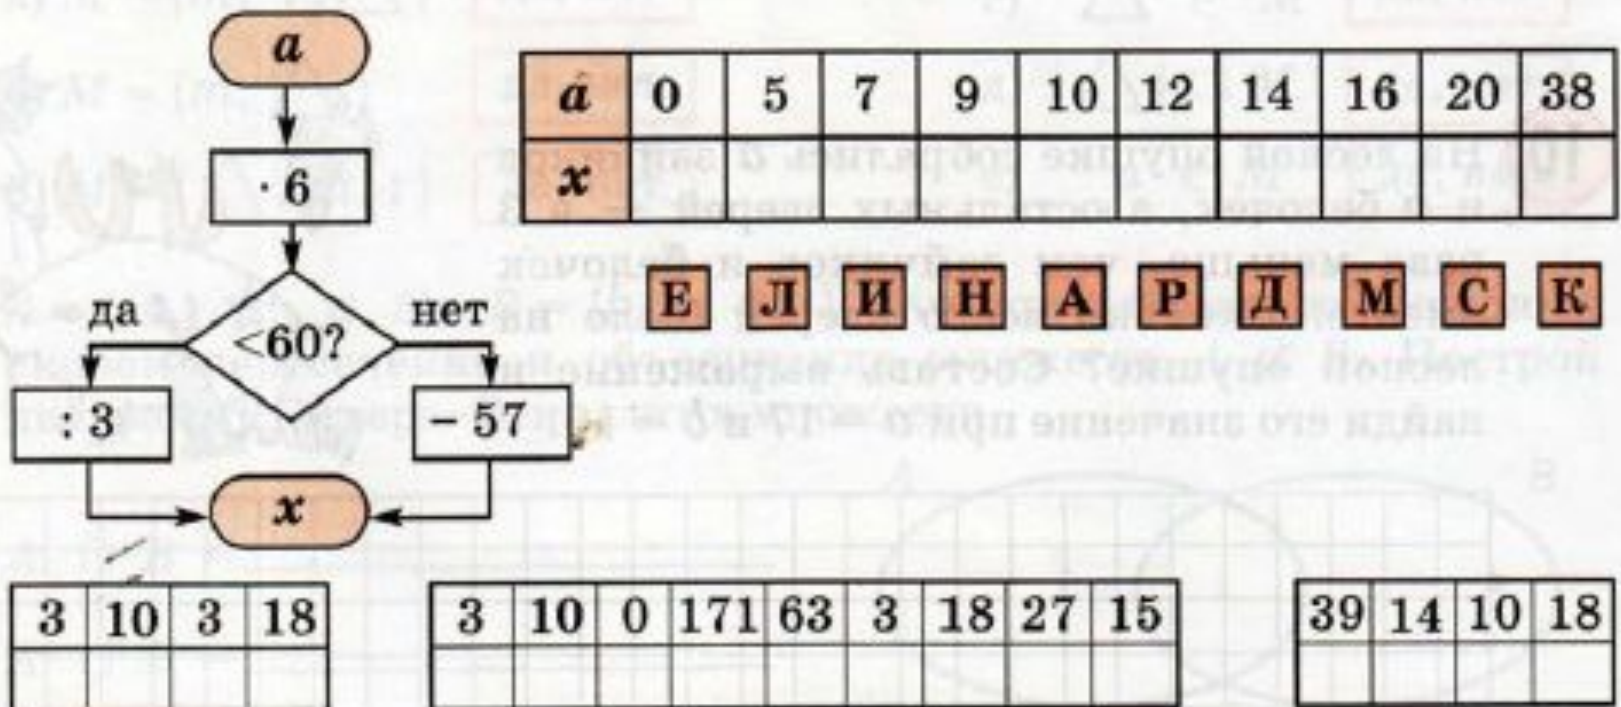 a
· 6
<60?
да
нет
: 3
− 57
x
a 0 5 7 9 10 12 14 16 20 38
x
Е Л И Н А Р Д М С К
3 10 3 18
3 10 0 171 63 3 18 27 15
39 14 10 18